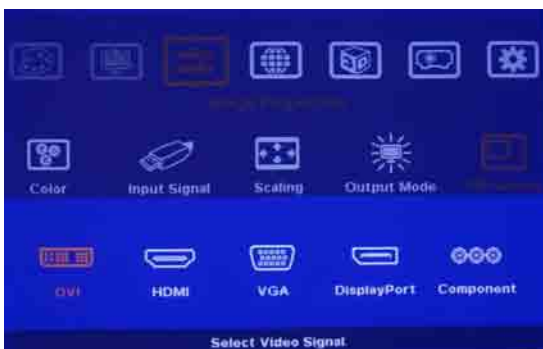 Color Input Signal Scaling Output Mode
DVI HDMI VGA DisplayPort Component
Select Video Signal